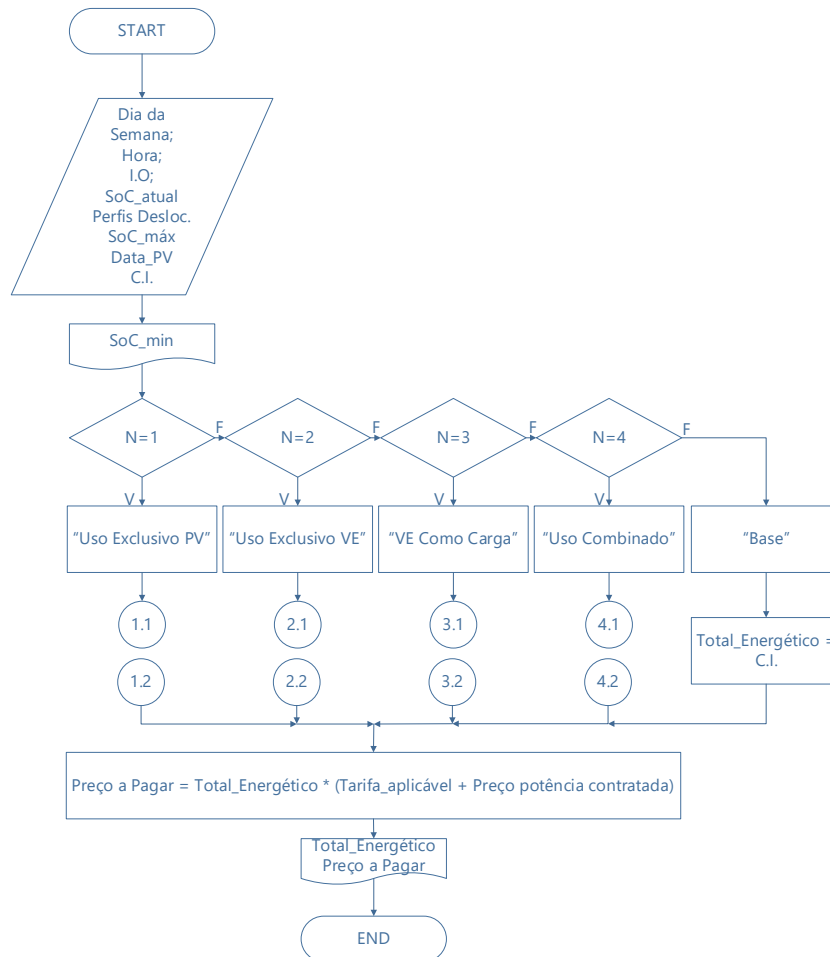 START
Dia da
Semana;
Hora;
I.O;
SoC_atual
Perfis Desloc.
SoC_máx
Data_PV
C.I.
SoC_min
N=1
F
N=2
F
N=3
F
N=4
F
V
V
V
V
"Uso Exclusivo PV"
"Uso Exclusivo VE"
"VE Como Carga"
"Uso Combinado"
"Base"
1.1
2.1
3.1
4.1
Total_Energético =
C.I.
1.2
2.2
3.2
4.2
Preço a Pagar = Total_Energético * (Tarifa_aplicável + Preço potência contratada)
Total_Energético
Preço a Pagar
END